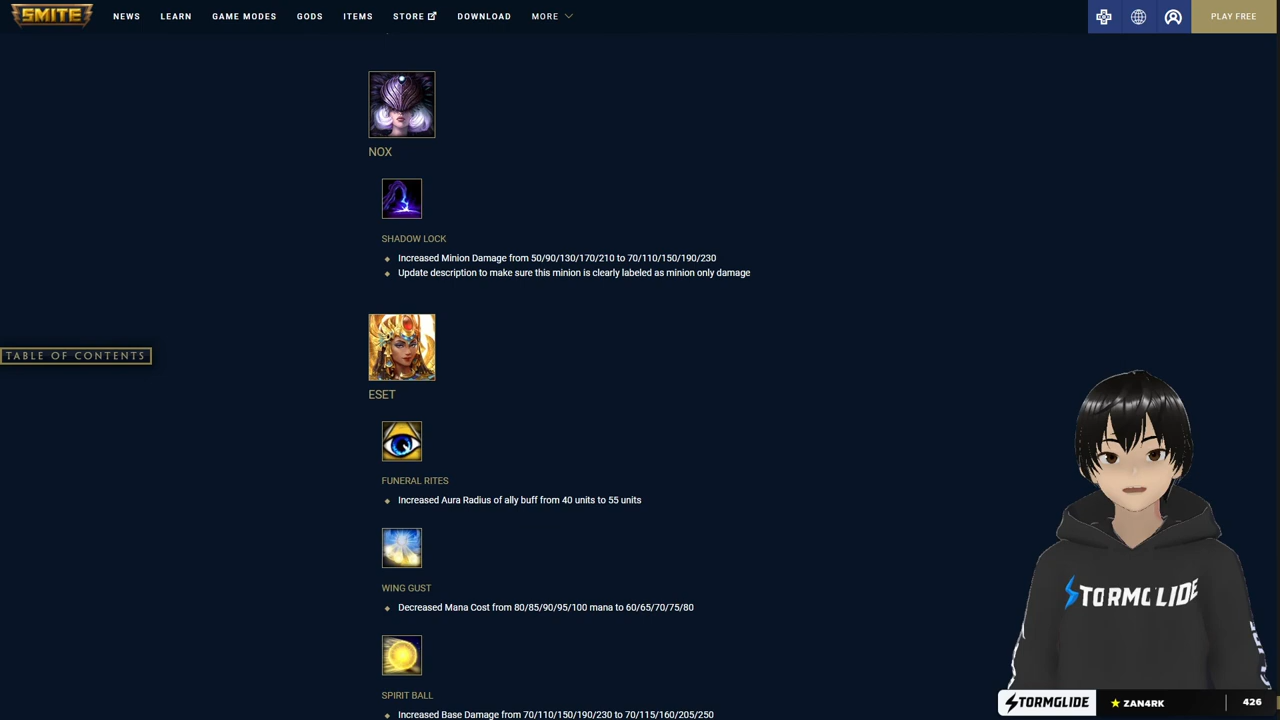 SMITE
NEWS LEARN GAME MODES GODS ITEMS STORE DOWNLOAD MORE PLAY FREE
NOX
SHADOW LOCK
Increased Minion Damage from 50/90/130/170/210 to 70/110/150/190/230
Update description to make sure this minion is clearly labeled as minion only damage
TABLE OF CONTENTS
ESET
FUNERAL RITES
Increased Aura Radius of ally buff from 40 units to 55 units
WING GUST
Decreased Mana Cost from 80/85/90/95/100 mana to 60/65/70/75/80
SPIRIT BALL
Increased Base Damage from 70/110/150/190/230 to 70/115/160/205/250
STORMGLIDE
STORMGLIDE ZAN4RK 426